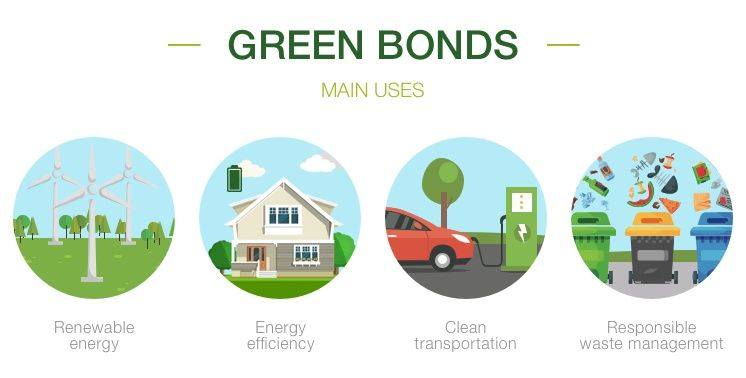 GREEN BONDS
MAIN USES
Renewable
energy
Energy
efficiency
Clean
transportation
Responsible
waste management